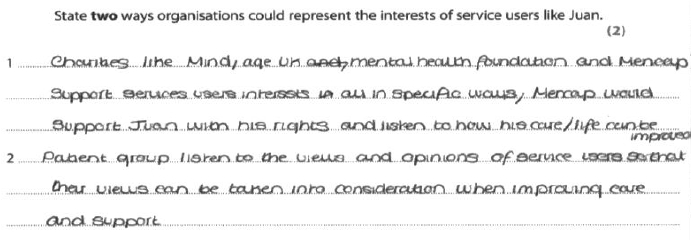 State two ways organisations could represent the interests of service users like Juan.
(2)
1 Charities like Mind, age UK and, mental health foundation and Mencap
Support services users interests in all in specific ways, Mencap would
Support Juan with his rights and listen to how his care/life can be
improved
2 Patient group listen to the views and opinions of service users so that
their views can be taken into consideration when improving care
and support